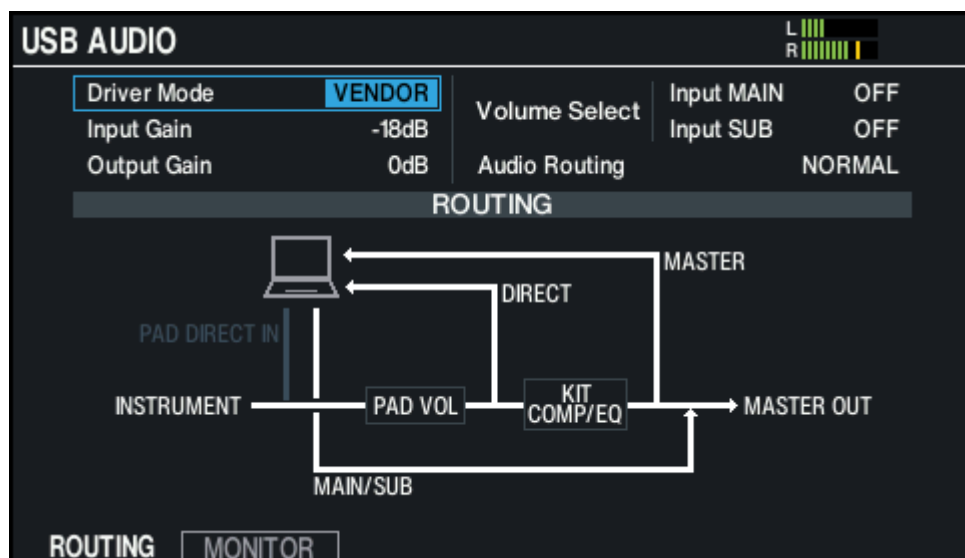 USB AUDIO
L
R
Driver Mode VENDOR
Input Gain -18dB
Output Gain 0dB
Volume Select
Input MAIN OFF
Input SUB OFF
Audio Routing NORMAL
ROUTING
MASTER
DIRECT
PAD DIRECT IN
INSTRUMENT
PAD VOL
KIT
COMP/EQ
MASTER OUT
MAIN/SUB
ROUTING MONITOR